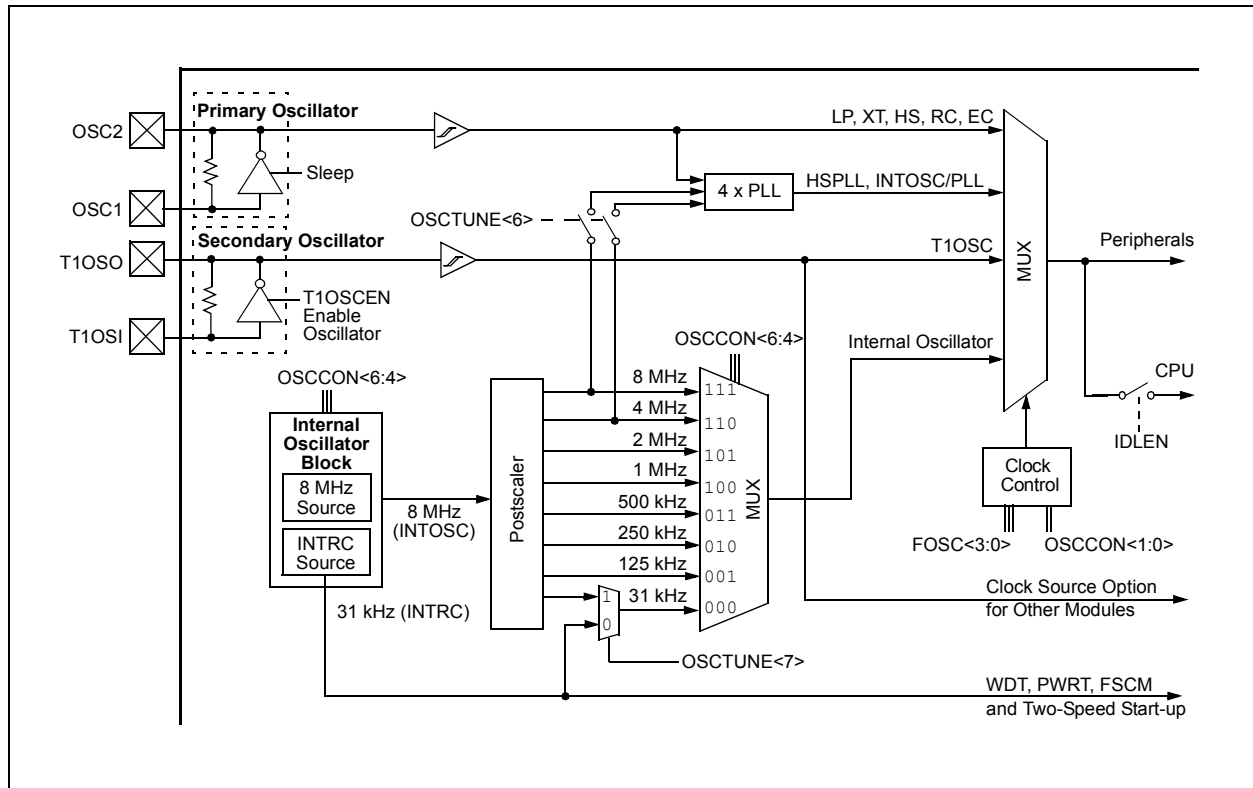 Primary Oscillator
OSC2
LP, XT, HS, RC, EC
Sleep
4 x PLL
HSPLL, INTOSC/PLL
OSC1
OSCTUNE<6>
Secondary Oscillator
T1OSO
T1OSC
MUX
Peripherals
T1OSCEN
Enable
Oscillator
T1OSI
Internal Oscillator
OSCCON<6:4>
OSCCON<6:4>
CPU
IDLEN
Internal
Oscillator
Block
8 MHz
Source
INTRC
Source
8 MHz
(INTOSC)
31 kHz (INTRC)
Postscaler
8 MHz
111
4 MHz
110
2 MHz
101
1 MHz
100
500 kHz
011
250 kHz
010
125 kHz
001
1
0
31 kHz
000
MUX
OSCTUNE<7>
Clock
Control
FOSC<3:0>
OSCCON<1:0>
Clock Source Option
for Other Modules
WDT, PWRT, FSCM
and Two-Speed Start-up